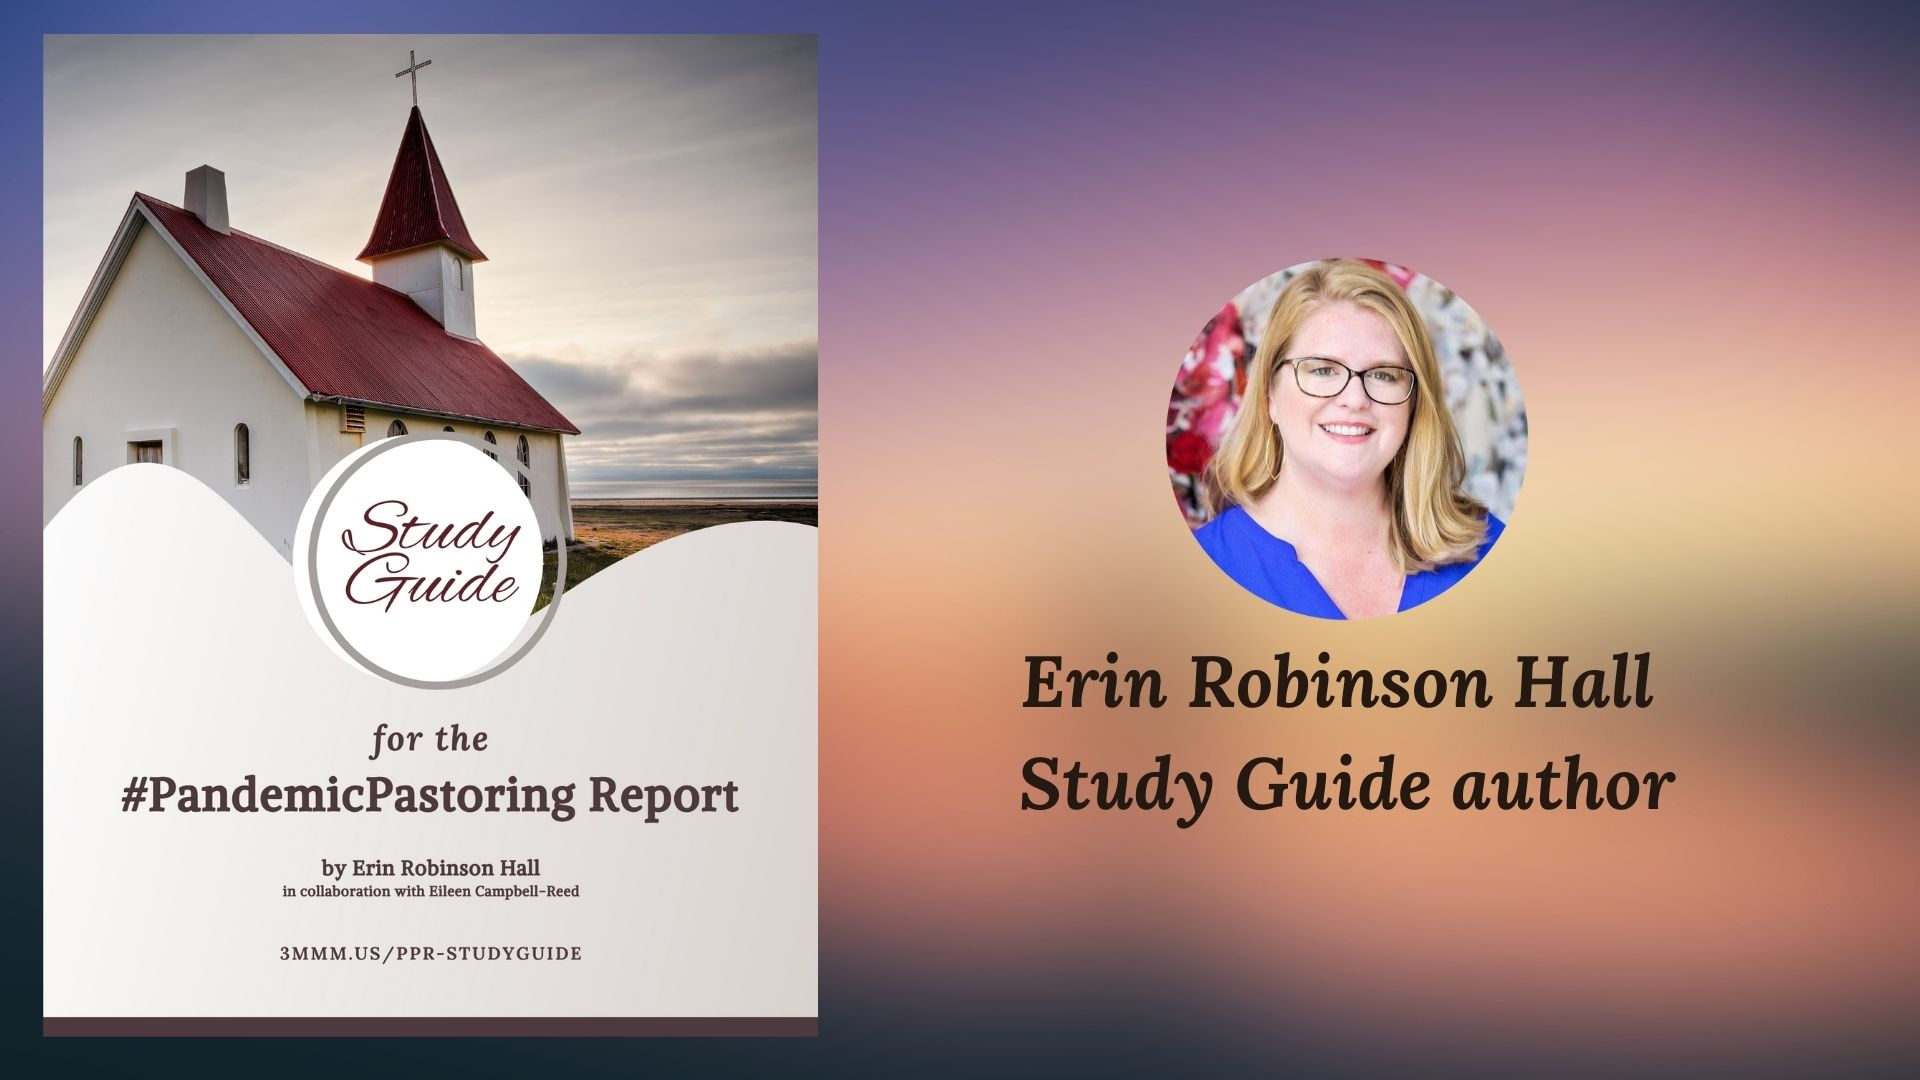 Study
Guide
for the
#PandemicPastoring Report
by Erin Robinson Hall
in collaboration with Eileen Campbell-Reed
3MMM.US/PPR-STUDYGUIDE
Erin Robinson Hall
Study Guide author